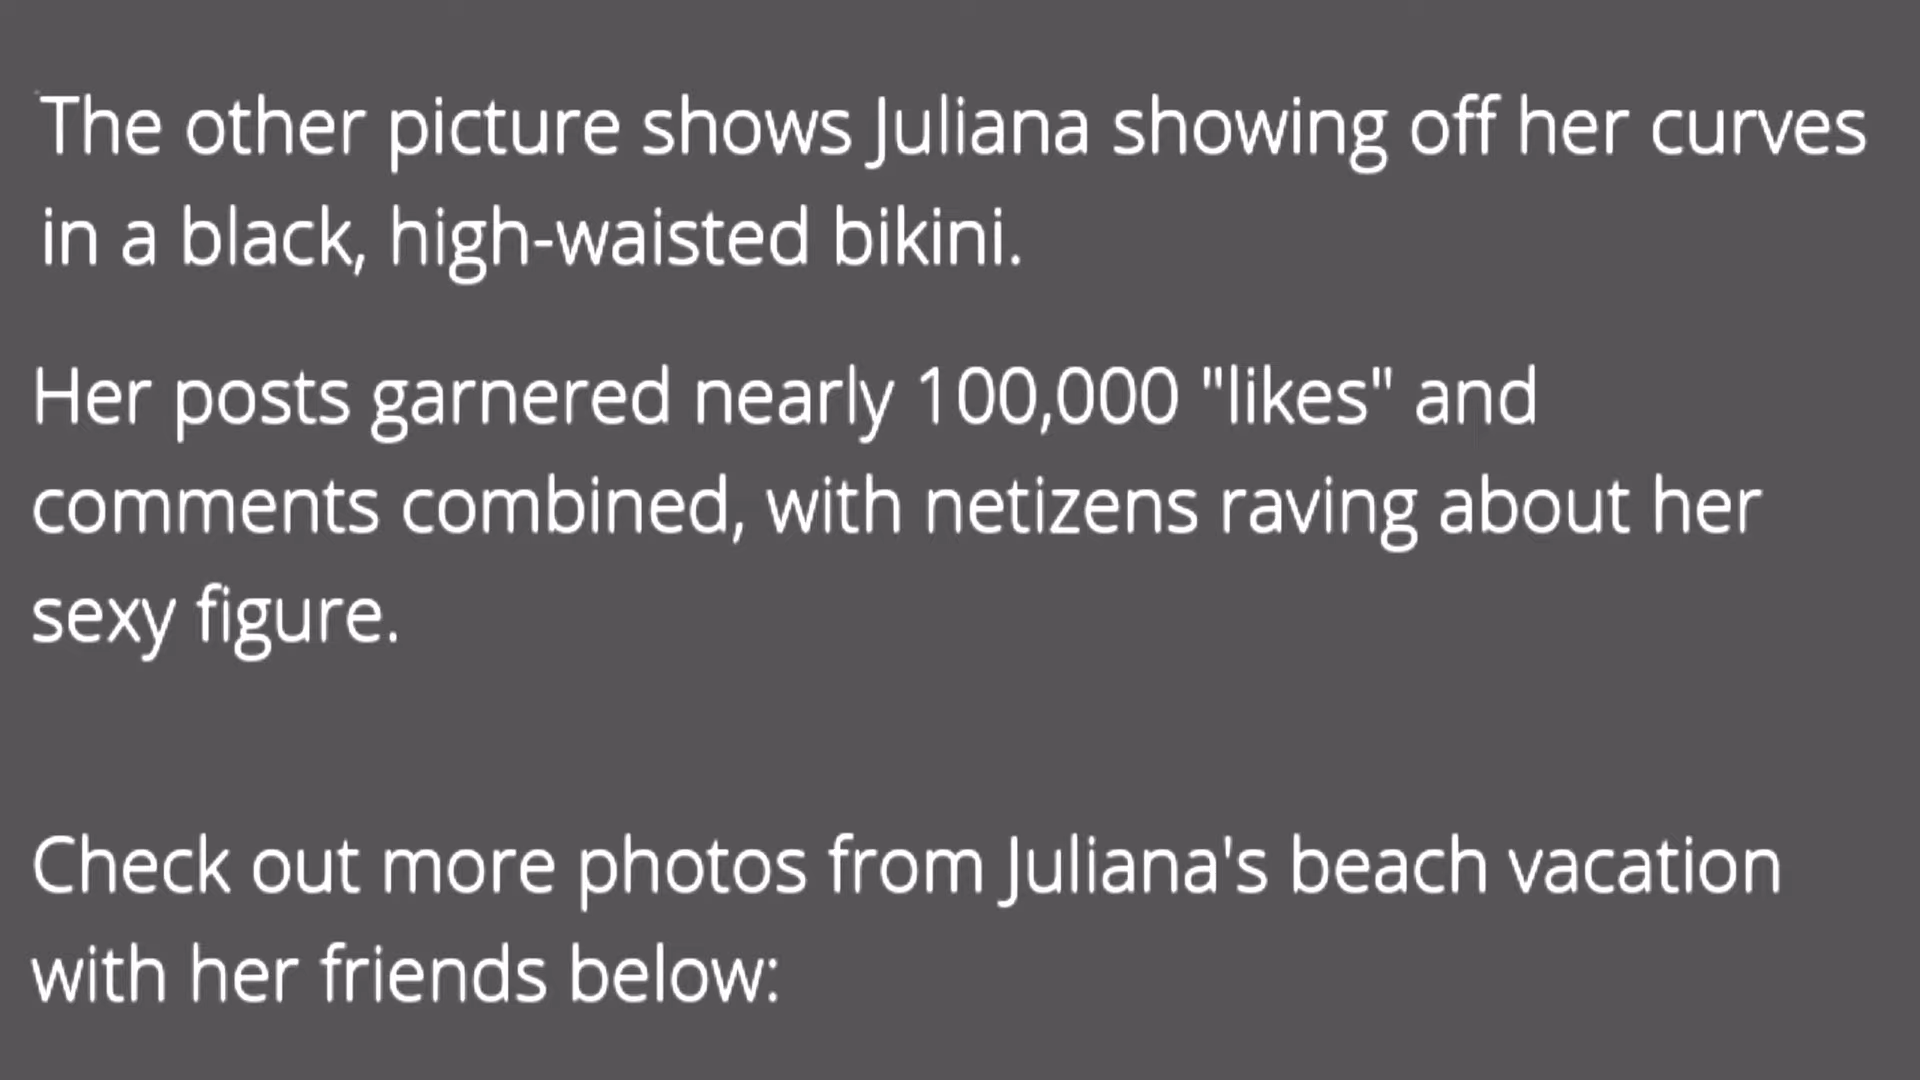 The other picture shows Juliana showing off her curves
in a black, high-waisted bikini.
Her posts garnered nearly 100,000 "likes" and
comments combined, with netizens raving about her
sexy figure.
Check out more photos from Juliana's beach vacation
with her friends below: